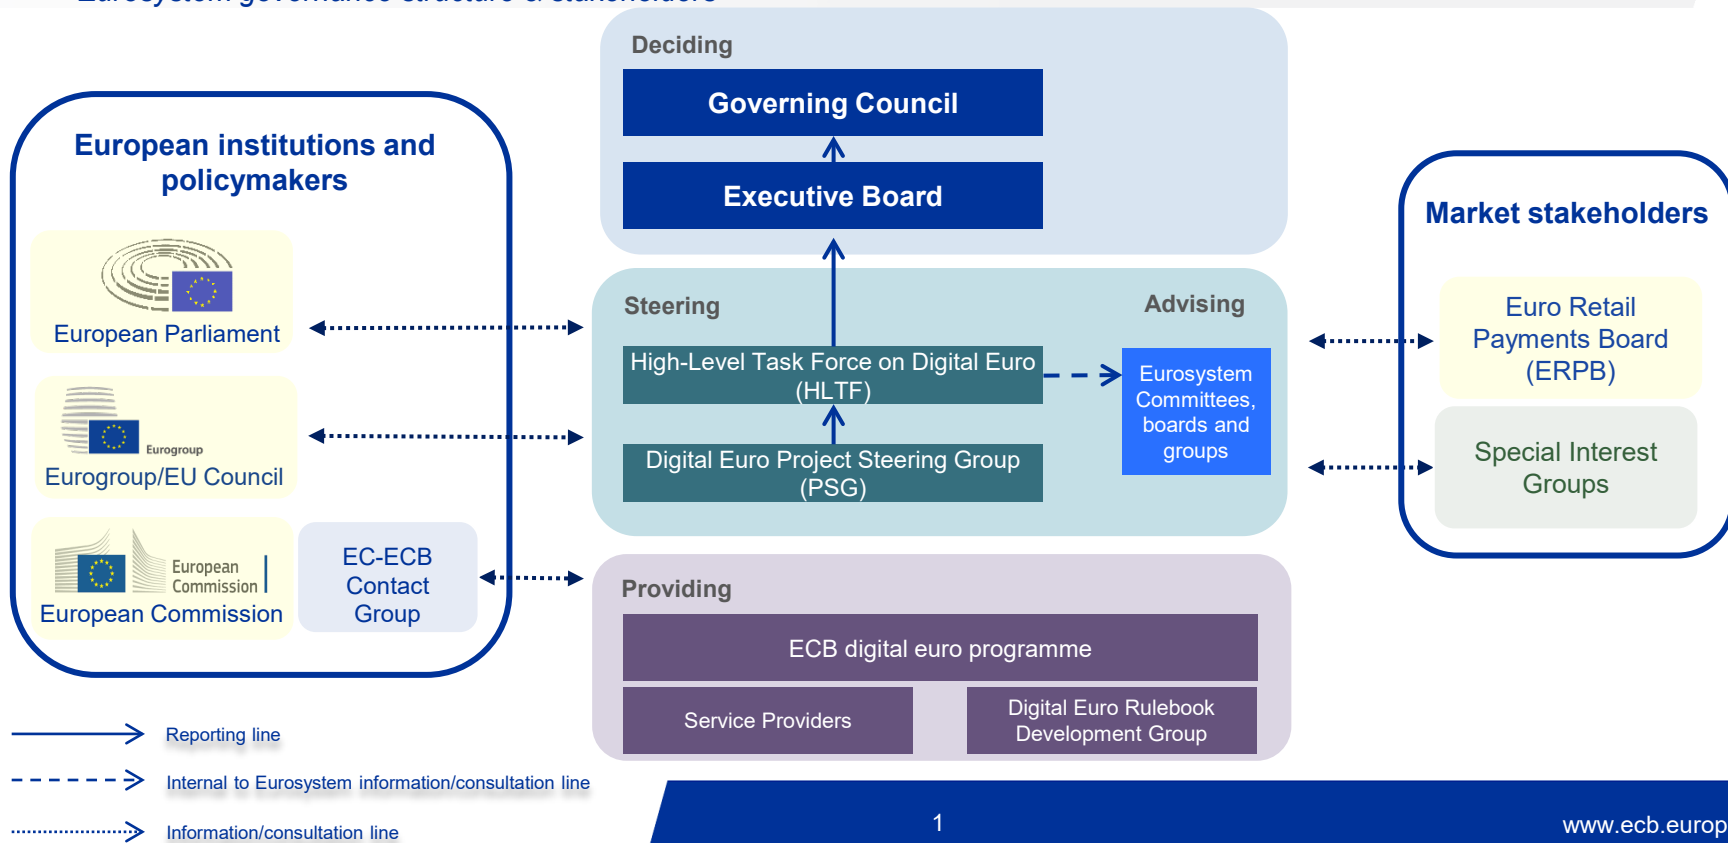 Eurosystem governance structure & stakeholders
Deciding
Governing Council
Executive Board
European institutions and
policymakers
European Parliament
Eurogroup
Eurogroup/EU Council
European
Commission
European Commission
EC-ECB
Contact
Group
Steering
Advising
High-Level Task Force on Digital Euro
(HLTF)
Digital Euro Project Steering Group
(PSG)
Eurosystem
Committees,
boards and
groups
Providing
ECB digital euro programme
Service Providers
Digital Euro Rulebook
Development Group
Market stakeholders
Euro Retail
Payments Board
(ERPB)
Special Interest
Groups
Reporting line
Internal to Eurosystem information/consultation line
Information/consultation line
1
www.ecb.europ